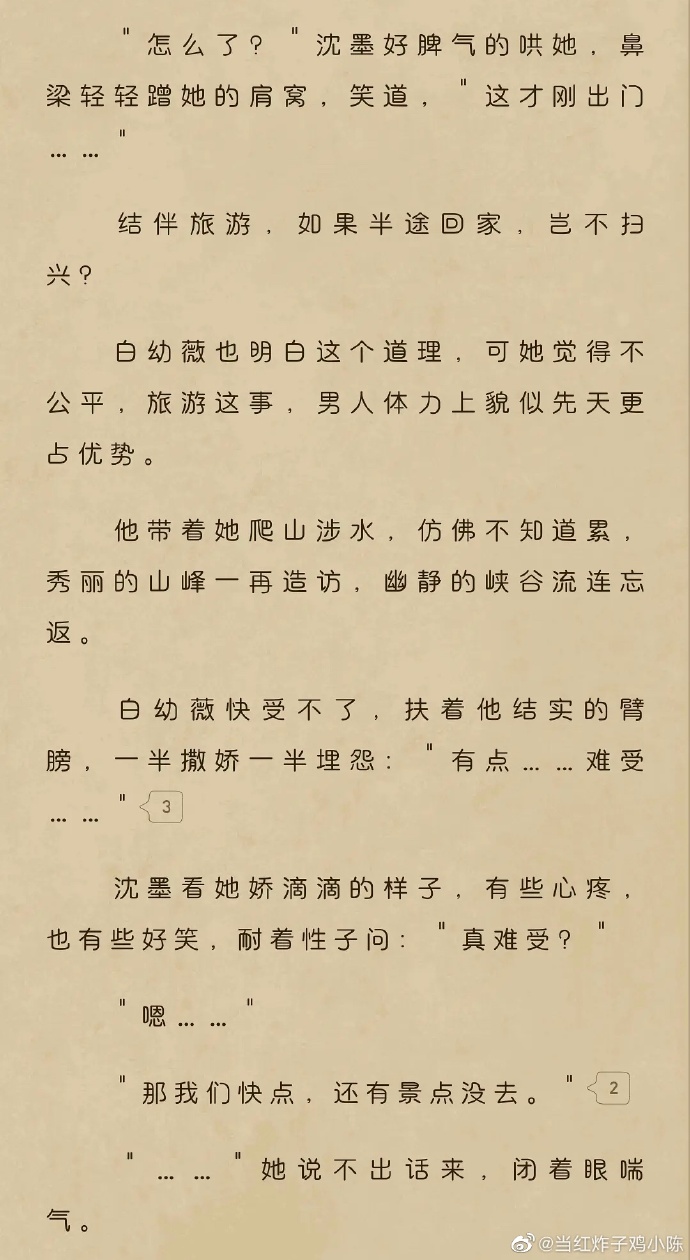 "怎么了？"沈墨好脾气的哄她，鼻
梁轻轻蹭她的肩窝，笑道，"这才刚出门
……"
结伴旅游，如果半途回家，岂不扫
兴？
白幼薇也明白这个道理，可她觉得不
公平，旅游这事，男人体力上貌似先天更
占优势。
他带着她爬山涉水，仿佛不知道累，
秀丽的山峰一再造访，幽静的峡谷流连忘
返。
白幼薇快受不了，扶着他结实的臂
膀，一半撒娇一半埋怨："有点……难受
……" 3
沈墨看她娇滴滴的样子，有些心疼，
也有些好笑，耐着性子问："真难受？"
"嗯……"
"那我们快点，还有景点没去。" 2
"……"她说不出话来，闭着眼喘
气。
@当红炸子鸡小陈